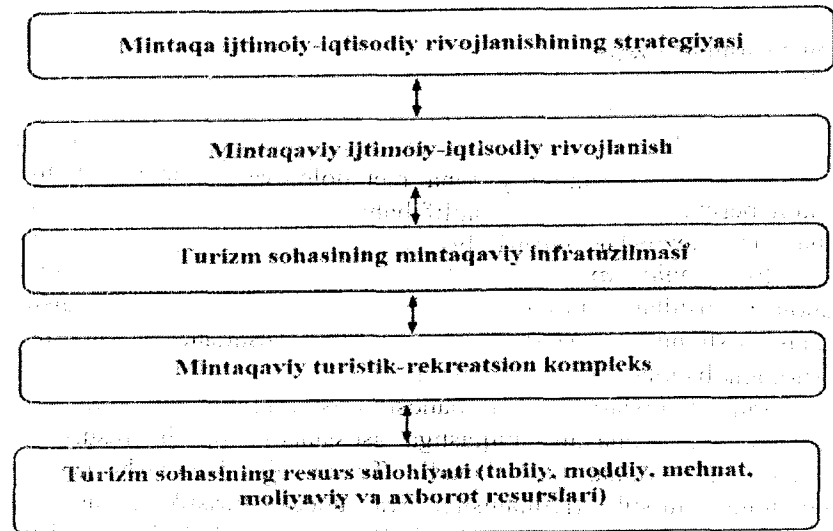 Mintaqa ijtimoiy-iqtisodiy rivojlanishining strategiyasi
Mintaqaviy ijtimoiy-iqtisodiy rivojlanish
Turizm sohasining mintaqaviy infratuzilmasi
Mintaqaviy turistik-rekreatsion kompleks
Turizm sohasining resurs salohiyati (tabiiy, moddiy, mehnat,
moliyaviy va axborot resurslari)